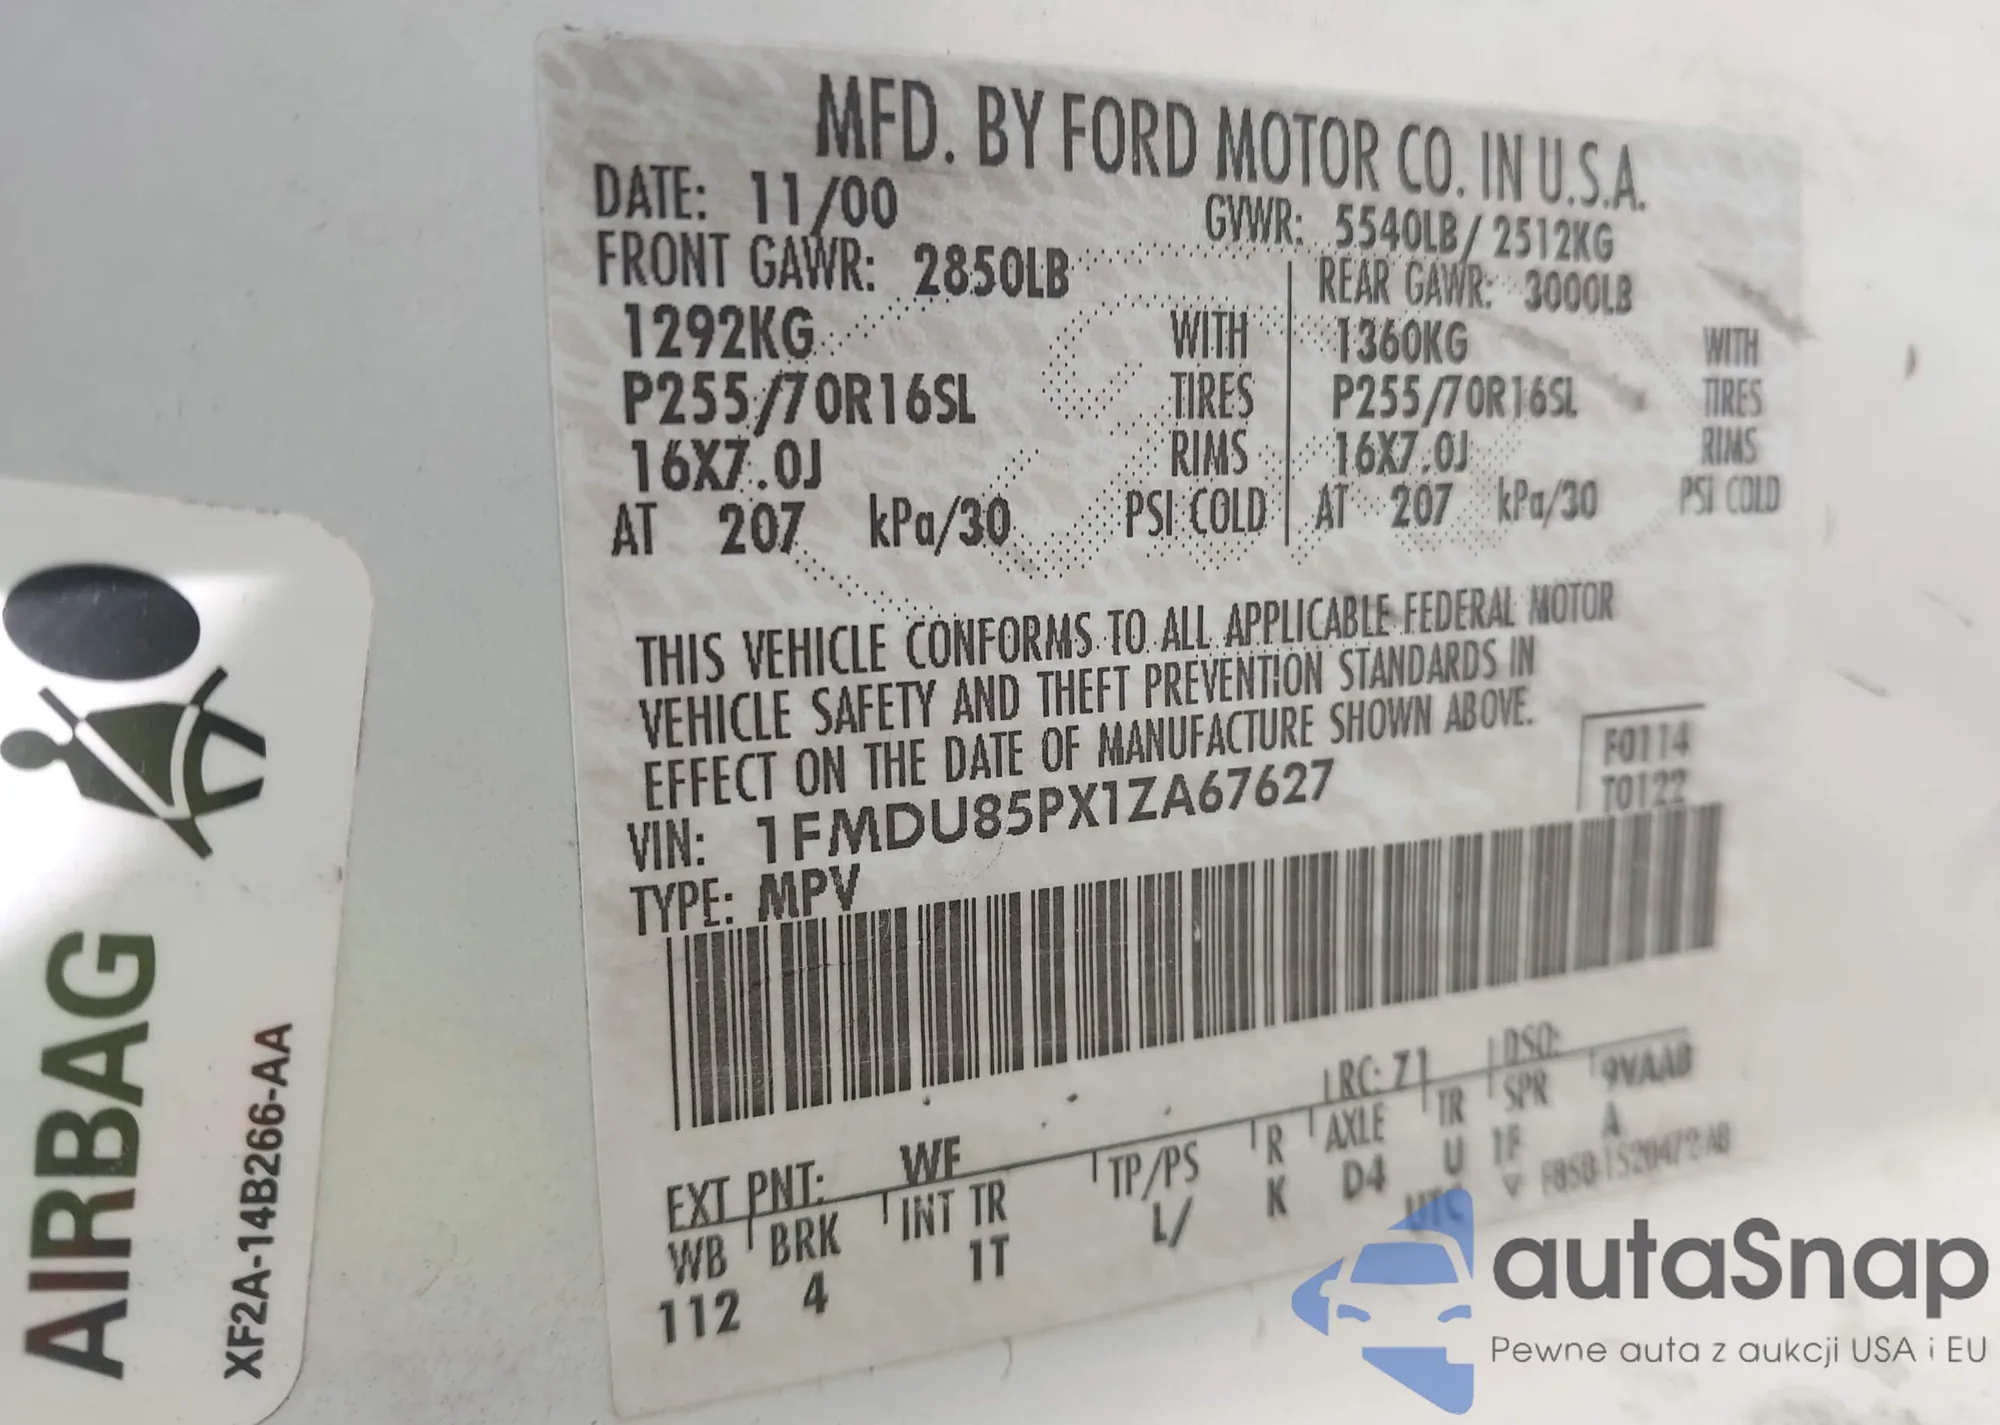 MFD. BY FORD MOTOR CO. IN U.S.A.
DATE: 11/00 GVWR: 5540LB/ 2512KG
FRONT GAWR: 2850LB REAR GAWR: 3000LB
1292KG WITH 1360KG WITH
P255/70R16SL TIRES P255/70R16SL TIRES
16X7.0J RIMS 16X7.0J RIMS
AT 207 kPa/30 PSI COLD AT 207 kPa/30 PSI COLD
THIS VEHICLE CONFORMS TO ALL APPLICABLE FEDERAL MOTOR
VEHICLE SAFETY AND THEFT PREVENTION STANDARDS IN
EFFECT ON THE DATE OF MANUFACTURE SHOWN ABOVE.
F0114
VIN: 1FMDU85PX1ZA67627 T0122
TYPE: MPV
EXT PNT: WF RC: Z1 DSO: 9VAAB
WB BRK INT TR TP/PS R AXLE TR SPR A
112 4 1T L/ K D4 U 1F
UTC
AIRBAG
XF2A-14B266-AA
autaSnap
Pewne auta z aukcji USA i EU